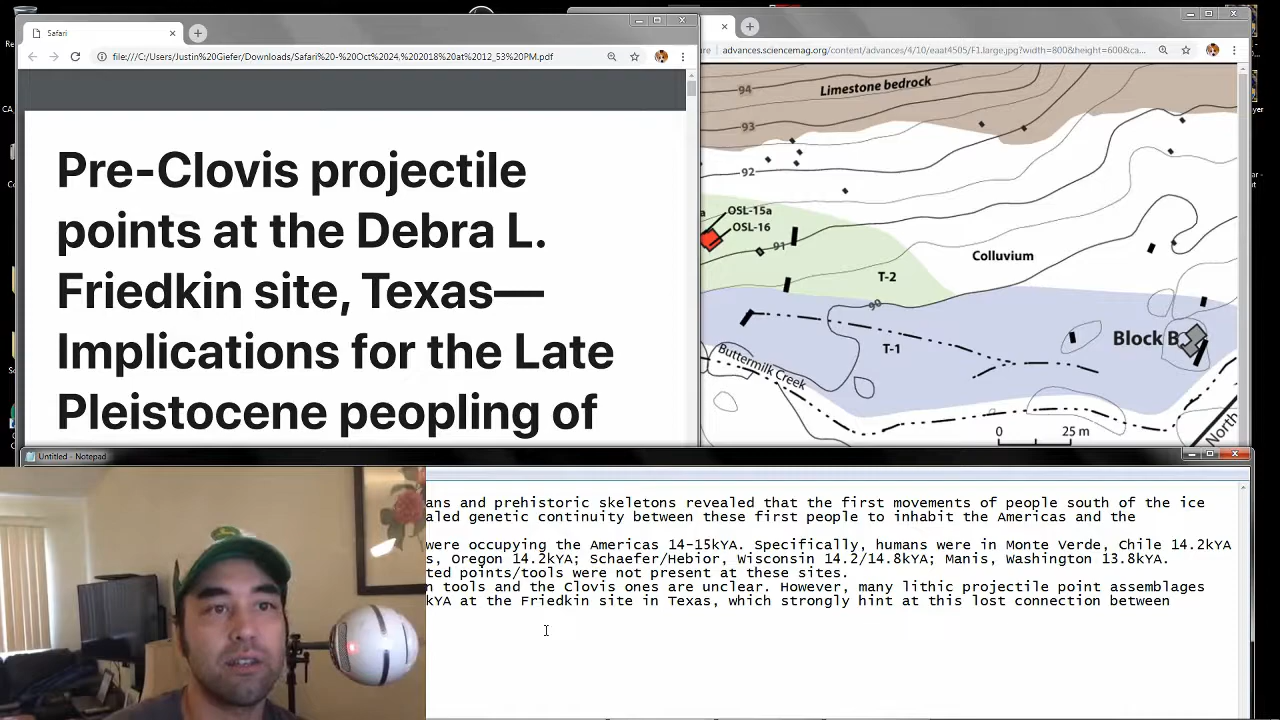 Safari
file:///C:/Users/Justin%20Giefer/Downloads/Safari%20-%20Oct%2024,%202018%20at%2012_53%20PM.pdf
Pre-Clovis projectile
points at the Debra L.
Friedkin site, Texas—
Implications for the Late
Pleistocene peopling of
advances.sciencemag.org/content/advances/4/10/eaat4505/F1.large.jpg?width=800&height=600&ca...
94
Limestone bedrock
93
92
OSL-15a
OSL-16
91
Colluvium
T-2
90
Block B
T-1
Buttermilk Creek
0 25 m
North
Untitled - Notepad
ans and prehistoric skeletons revealed that the first movements of people south of the ice
aled genetic continuity between these first people to inhabit the Americas and the
were occupying the Americas 14-15kYA. Specifically, humans were in Monte Verde, Chile 14.2kYA
s, Oregon 14.2kYA; Schaefer/Hebior, Wisconsin 14.2/14.8kYA; Manis, Washington 13.8kYA.
ted points/tools were not present at these sites.
n tools and the Clovis ones are unclear. However, many lithic projectile point assemblages
kYA at the Friedkin site in Texas, which strongly hint at this lost connection between